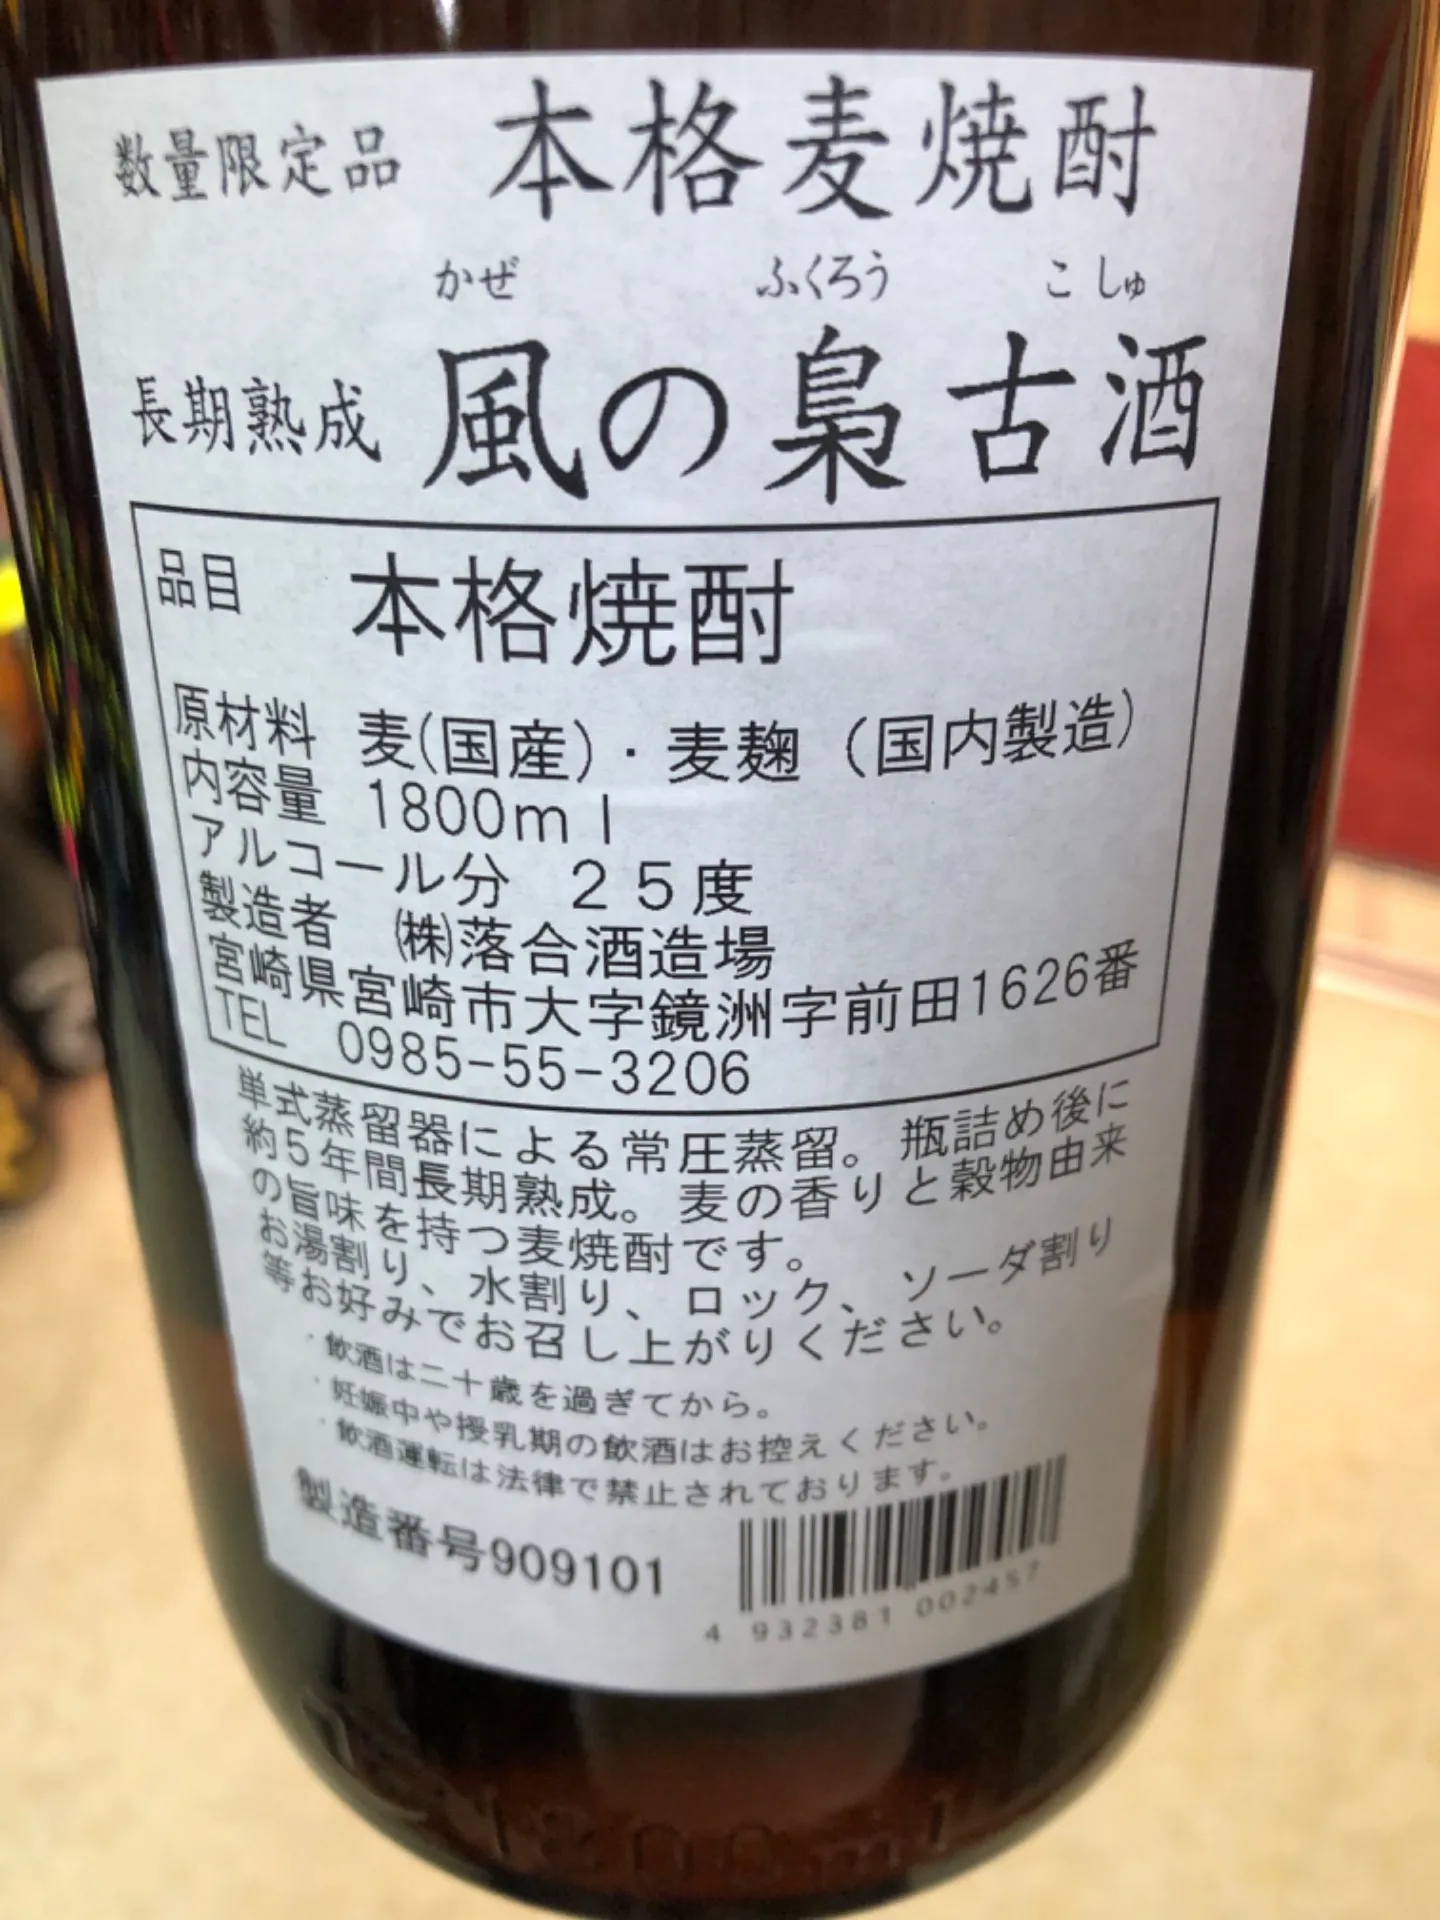 数量限定品 本格麦焼酎
かぜ ふくろう こしゅ
長期熟成 風の梟古酒
品目 本格焼酎
原材料 麦(国産)・麦麹(国内製造)
内容量 1800ml
アルコール分 25度
製造者 ㈱落合酒造場
宮崎県宮崎市大字鏡洲字前田1626番
TEL 0985-55-3206
単式蒸留器による常圧蒸留。瓶詰め後に
約5年間長期熟成。麦の香りと穀物由来
の旨味を持つ麦焼酎です。
お湯割り、水割り、ロック、ソーダ割り
等お好みでお召し上がりください。
・飲酒は二十歳を過ぎてから。
・妊娠中や授乳期の飲酒はお控えください。
・飲酒運転は法律で禁止されております。
製造番号909101
4 932381 002457
1800ml